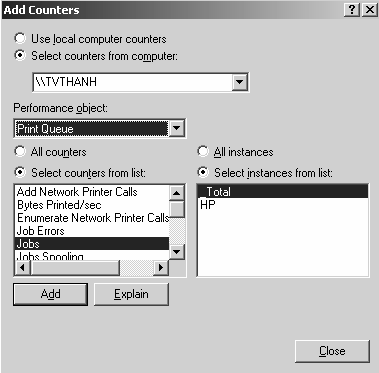 Add Counters
Use local computer counters
Select counters from computer:
\\TVTHANH
Performance object:
Print Queue
All counters
All instances
Select counters from list:
Select instances from list:
Add Network Printer Calls
_Total
Bytes Printed/sec
HP
Enumerate Network Printer Calls
Job Errors
Jobs
Jobs Spooling
Add
Explain
Close